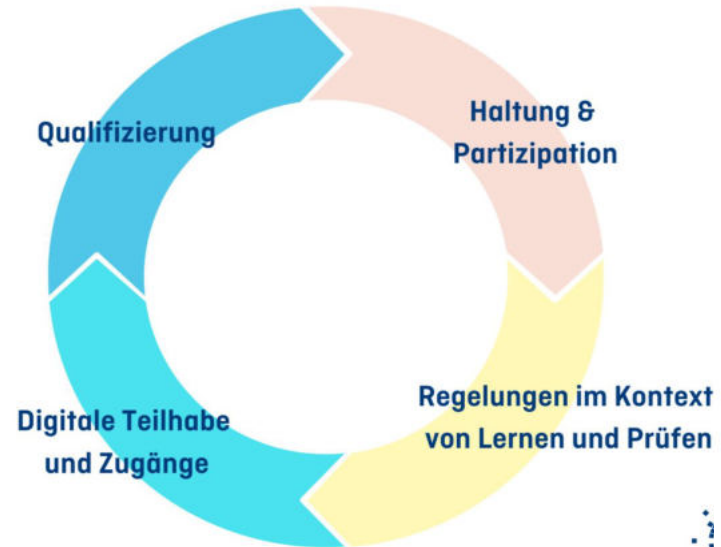 Qualifizierung
Haltung &
Partizipation
Regelungen im Kontext
von Lernen und Prüfen
Digitale Teilhabe
und Zugänge